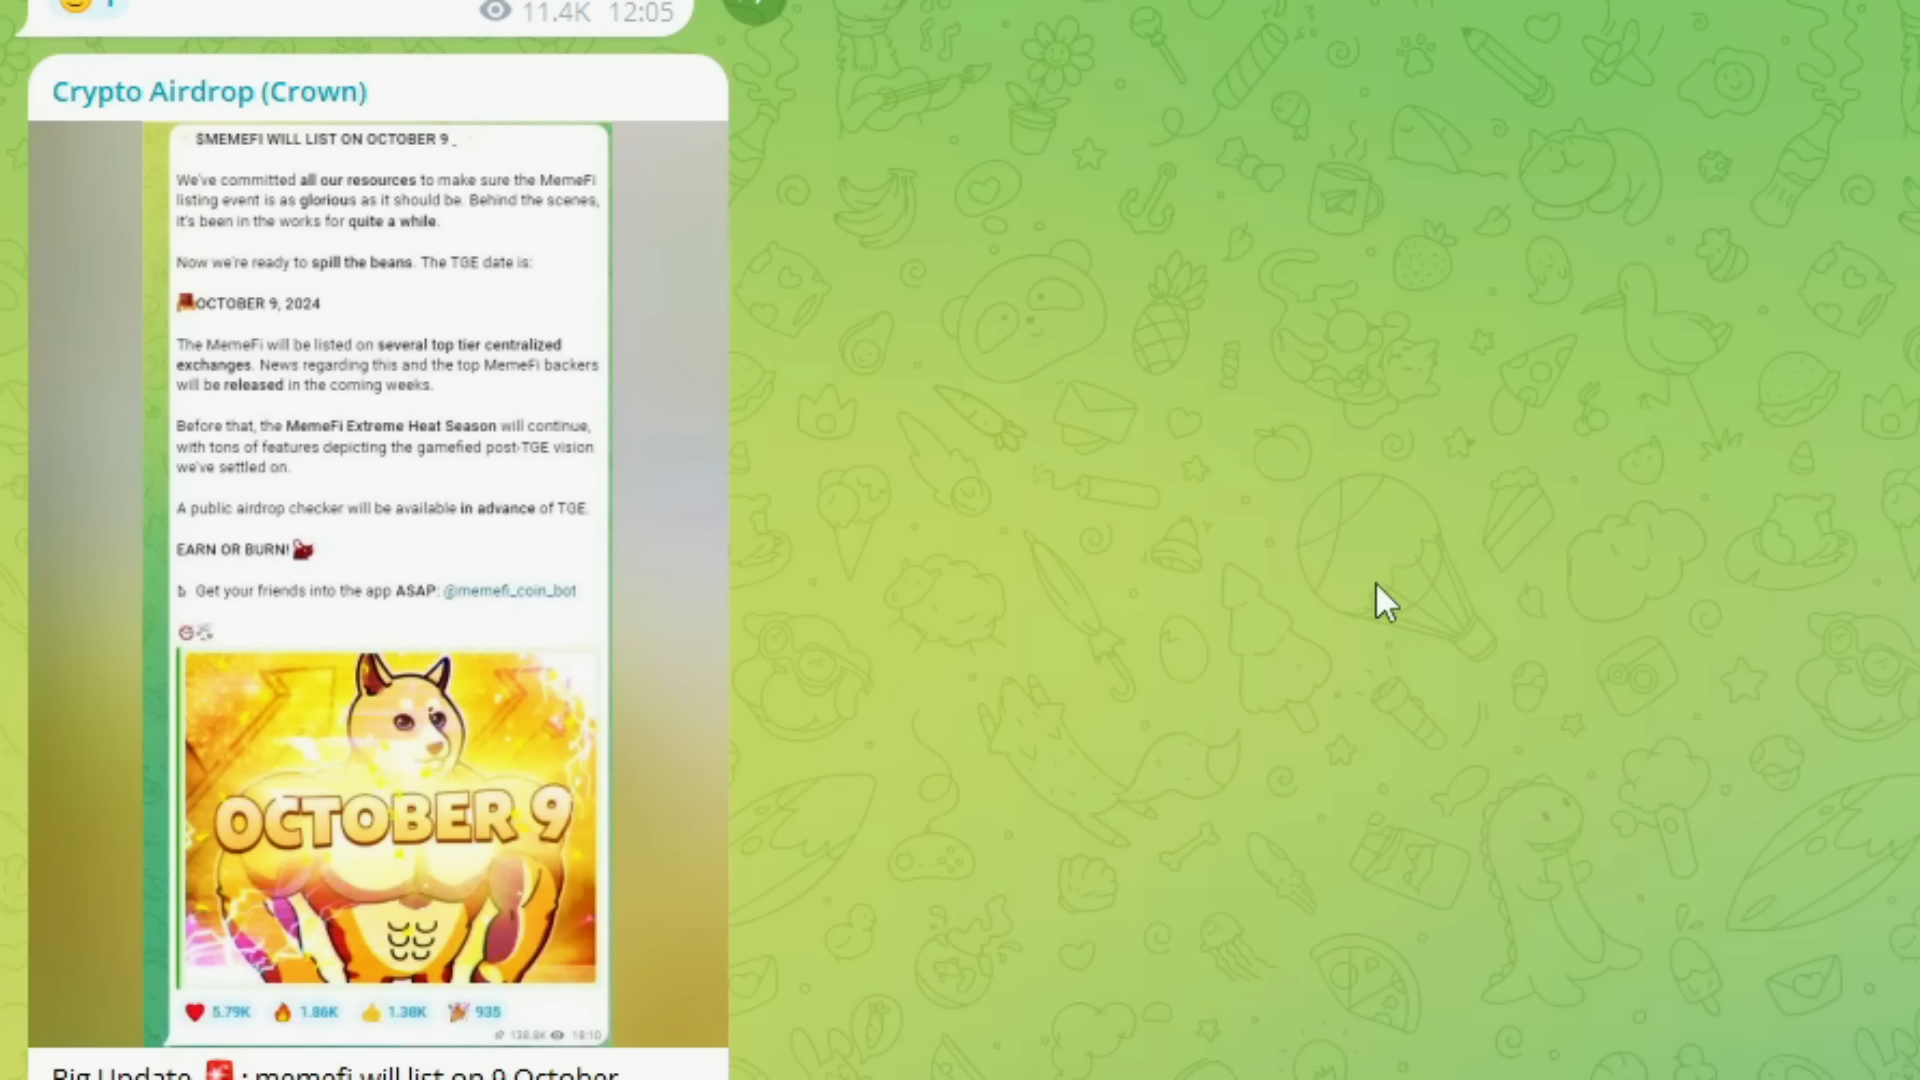 11.4K 12:05
Crypto Airdrop (Crown)
$MEMEFI WILL LIST ON OCTOBER 9
We've committed all our resources to make sure the MemeFi
listing event is as glorious as it should be. Behind the scenes,
it's been in the works for quite a while.
Now we're ready to spill the beans. The TGE date is:
OCTOBER 9, 2024
The MemeFi will be listed on several top tier centralized
exchanges. News regarding this and the top MemeFi backers
will be released in the coming weeks.
Before that, the MemeFi Extreme Heat Season will continue,
with tons of features depicting the gamefied post-TGE vision
we've settled on.
A public airdrop checker will be available in advance of TGE.
EARN OR BURN!
Get your friends into the app ASAP: @memefi_coin_bot
OCTOBER 9
❤️ 5.79K 🔥 1.86K 👍 1.38K 🎉 935
18:10
Big Update 🚨 : memefi will list on 9 October